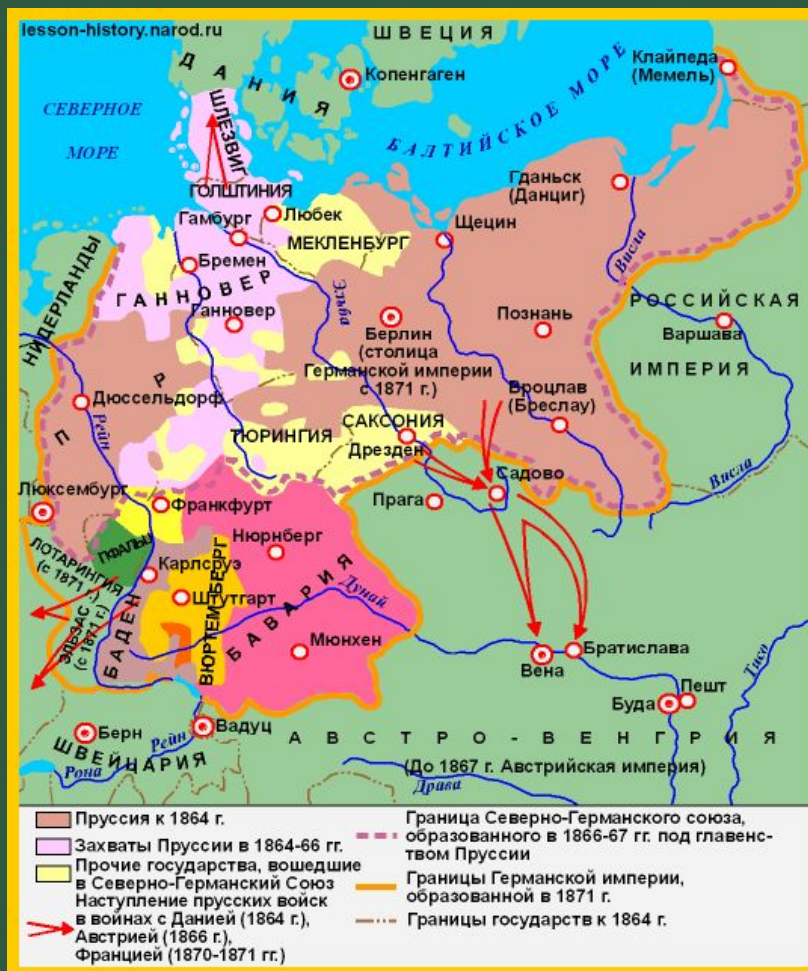 lesson-history.narod.ru
ШВЕЦИЯ
ДАНИЯ
Копенгаген
Клайпеда
(Мемель)
СЕВЕРНОЕ
МОРЕ
БАЛТИЙСКОЕ МОРЕ
ШЛЕЗВИГ
ГОЛШТИНИЯ
Гданьск
(Данциг)
Любек
Гамбург
МЕКЛЕНБУРГ
Щецин
Бремен
Висла
НИДЕРЛАНДЫ
ГАННОВЕР
Ганновер
Эльба
Берлин
(столица
Германской империи
с 1871 г.)
Познань
РОССИЙСКАЯ
Варшава
ИМПЕРИЯ
П Р
Дюссельдорф
Рейн
Вроцлав
(Бреслау)
ТЮРИНГИЯ
САКСОНИЯ
Дрезден
Садово
Висла
Люксембург
Франкфурт
Прага
ПФАЛЬЦ
Нюрнберг
ЛОТАРИНГИЯ
(с 1871 г.)
Карлсруэ
Штутгарт
ЭЛЬЗАС
(с 1871 г.)
БАДЕН
ВЮРТЕМБЕРГ
БАВАРИЯ
Дунай
Мюнхен
Вена
Братислава
Тисо
Буда
Пешт
Берн
Рейн
Вадуц
ШВЕЙЦАРИЯ
Рона
АВСТРО-ВЕНГРИЯ
(До 1867 г. Австрийская империя)
Драва
Пруссия к 1864 г.
Захваты Пруссии в 1864-66 гг.
Прочие государства, вошедшие
в Северно-Германский Союз
Наступление прусских войск
в войнах с Данией (1864 г.),
Австрией (1866 г.),
Францией (1870-1871 гг.)
Граница Северно-Германского союза,
образованного в 1866-67 гг. под главенс-
твом Пруссии
Границы Германской империи,
образованной в 1871 г.
Границы государств к 1864 г.